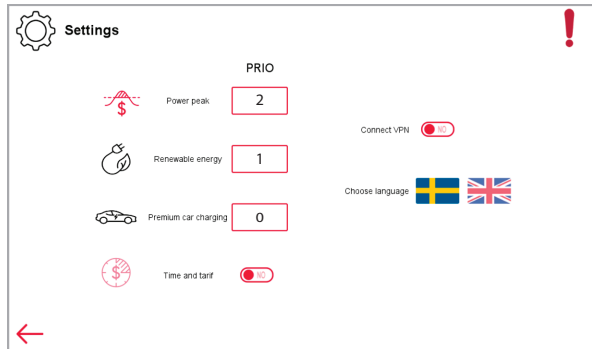 Settings
PRIO
Power peak 2
Renewable energy 1
Premium car charging 0
Time and tarif NO
Connect VPN NO
Choose language